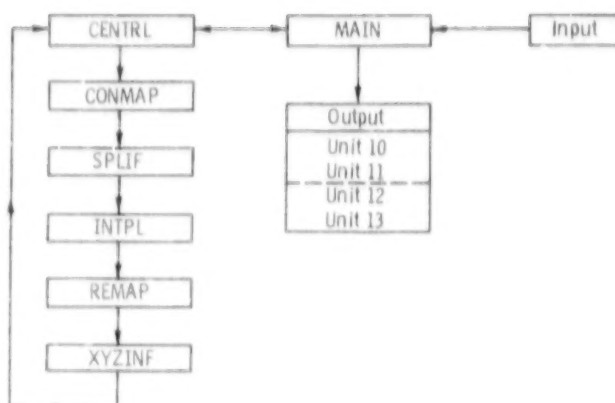 CENTRL
MAIN
Input
CONMAP
SPLIF
INTPL
REMAP
XYZINF
Output
Unit 10
Unit 11
Unit 12
Unit 13